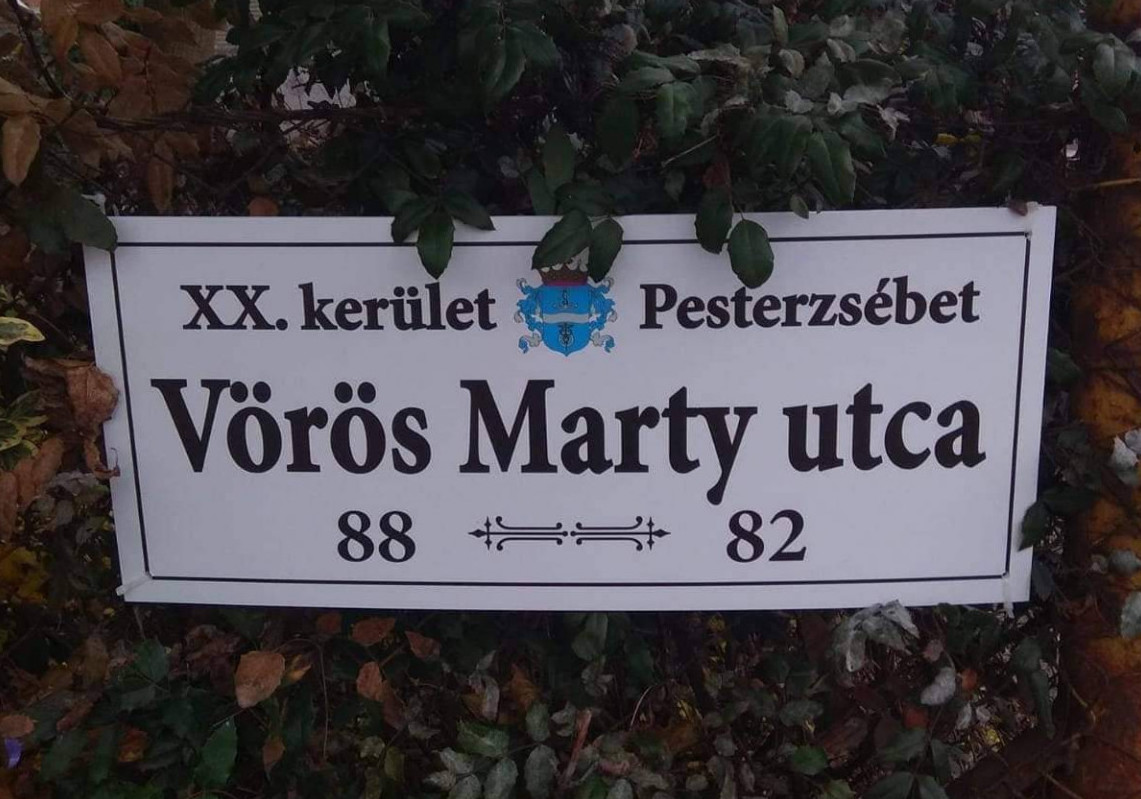 XX. kerület Pesterzsébet
Vörös Marty utca
88 82